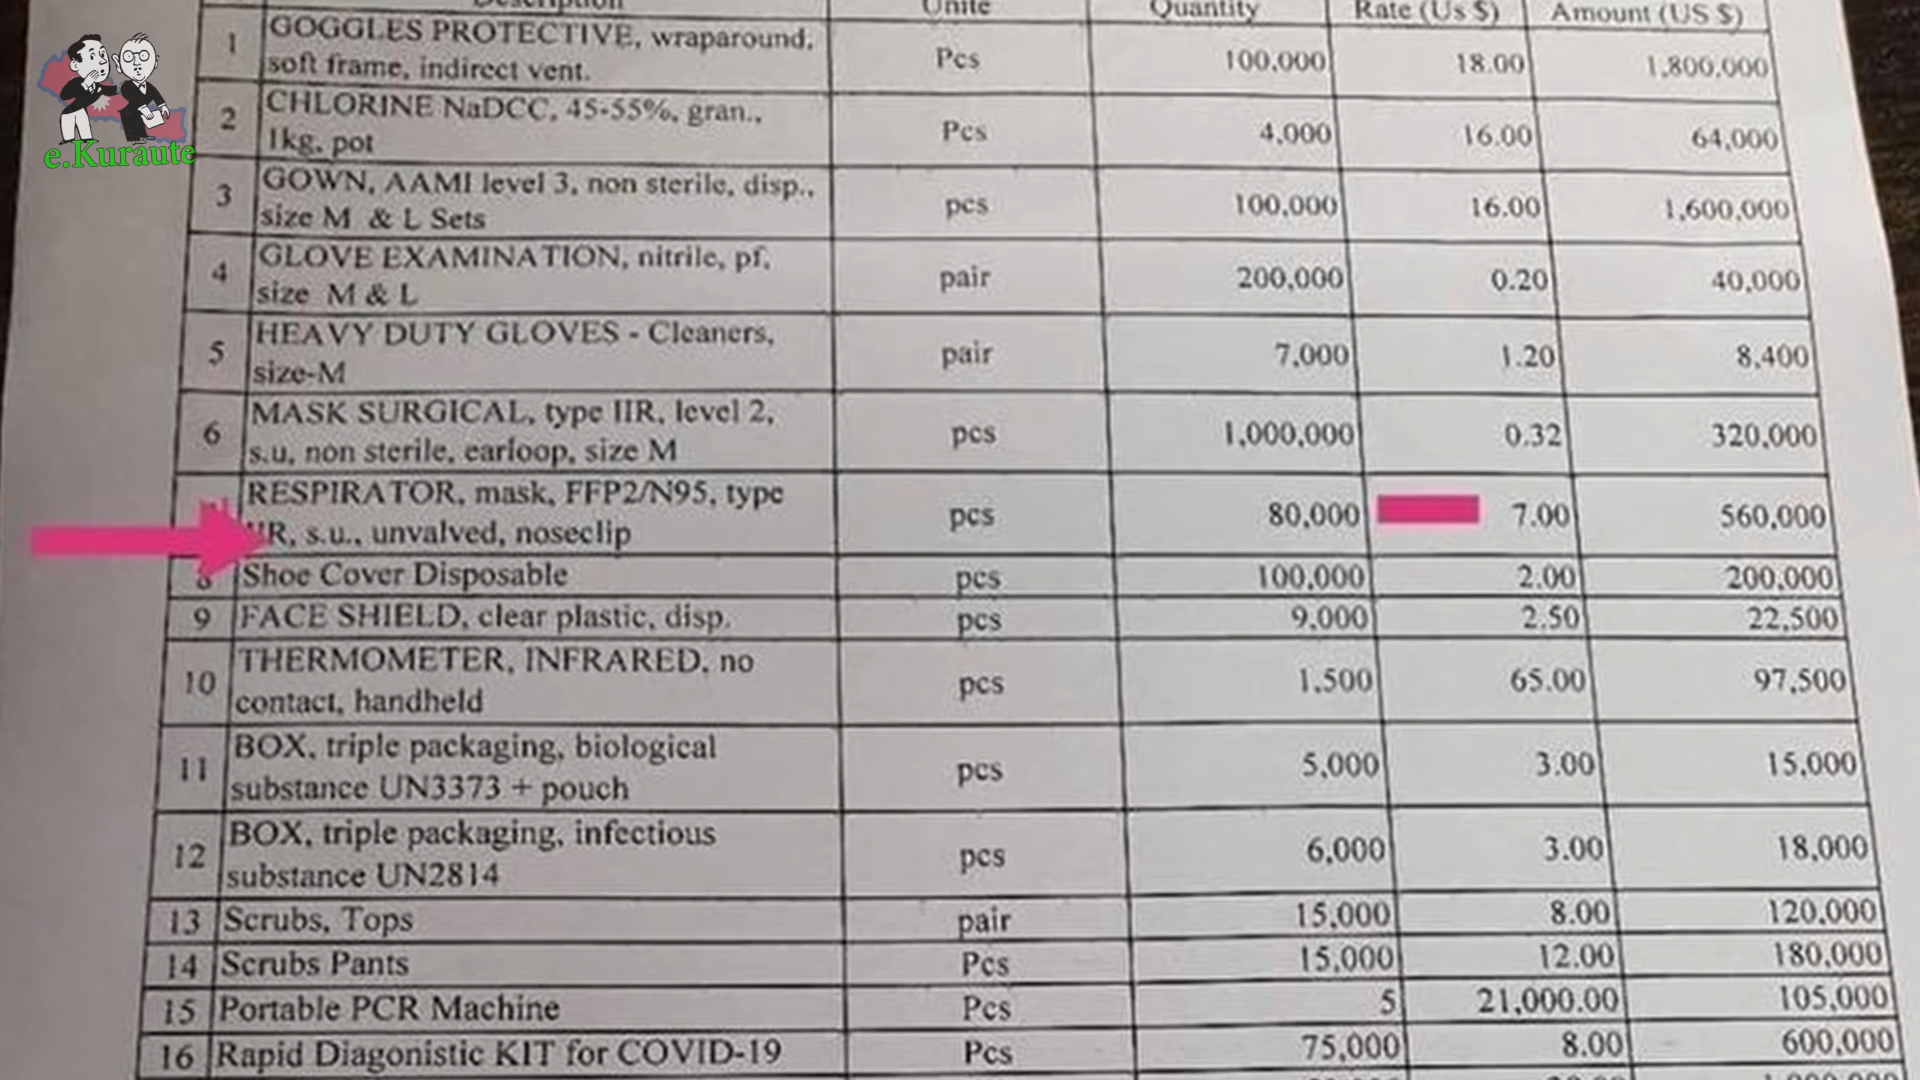 Description Unite Quantity Rate (Us $) Amount (US $)
1 GOGGLES PROTECTIVE, wraparound, soft frame, indirect vent. Pcs 100,000 18.00 1,800,000
2 CHLORINE NaDCC, 45-55%, gran., 1kg, pot Pcs 4,000 16.00 64,000
3 GOWN, AAMI level 3, non sterile, disp., size M & L Sets pcs 100,000 16.00 1,600,000
4 GLOVE EXAMINATION, nitrile, pf, size M & L pair 200,000 0.20 40,000
5 HEAVY DUTY GLOVES - Cleaners, size-M pair 7,000 1.20 8,400
6 MASK SURGICAL, type IIR, level 2, s.u, non sterile, earloop, size M pcs 1,000,000 0.32 320,000
RESPIRATOR, mask, FFP2/N95, type IIR, s.u., unvalved, noseclip pcs 80,000 7.00 560,000
8 Shoe Cover Disposable pcs 100,000 2.00 200,000
9 FACE SHIELD, clear plastic, disp. pcs 9,000 2.50 22,500
10 THERMOMETER, INFRARED, no contact, handheld pcs 1,500 65.00 97,500
11 BOX, triple packaging, biological substance UN3373 + pouch pcs 5,000 3.00 15,000
12 BOX, triple packaging, infectious substance UN2814 pcs 6,000 3.00 18,000
13 Scrubs, Tops pair 15,000 8.00 120,000
14 Scrubs Pants Pcs 15,000 12.00 180,000
15 Portable PCR Machine Pcs 5 21,000.00 105,000
16 Rapid Diagonistic KIT for COVID-19 Pcs 75,000 8.00 600,000
e.Kuraute